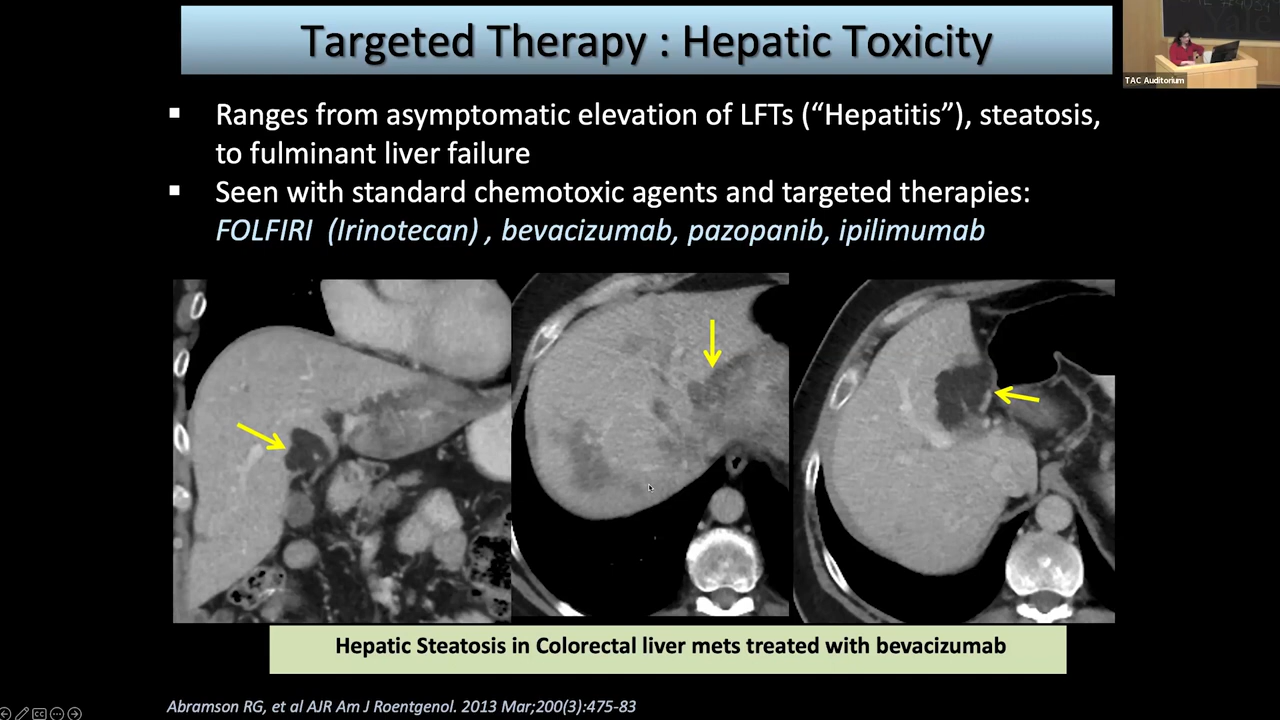 Targeted Therapy : Hepatic Toxicity
TAC Auditorium
▪ Ranges from asymptomatic elevation of LFTs (“Hepatitis”), steatosis,
to fulminant liver failure
▪ Seen with standard chemotoxic agents and targeted therapies:
FOLFIRI (Irinotecan) , bevacizumab, pazopanib, ipilimumab
Hepatic Steatosis in Colorectal liver mets treated with bevacizumab
Abramson RG, et al AJR Am J Roentgenol. 2013 Mar;200(3):475-83